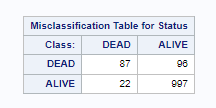 Misclassification Table for Status
Class: DEAD ALIVE
DEAD 87 96
ALIVE 22 997